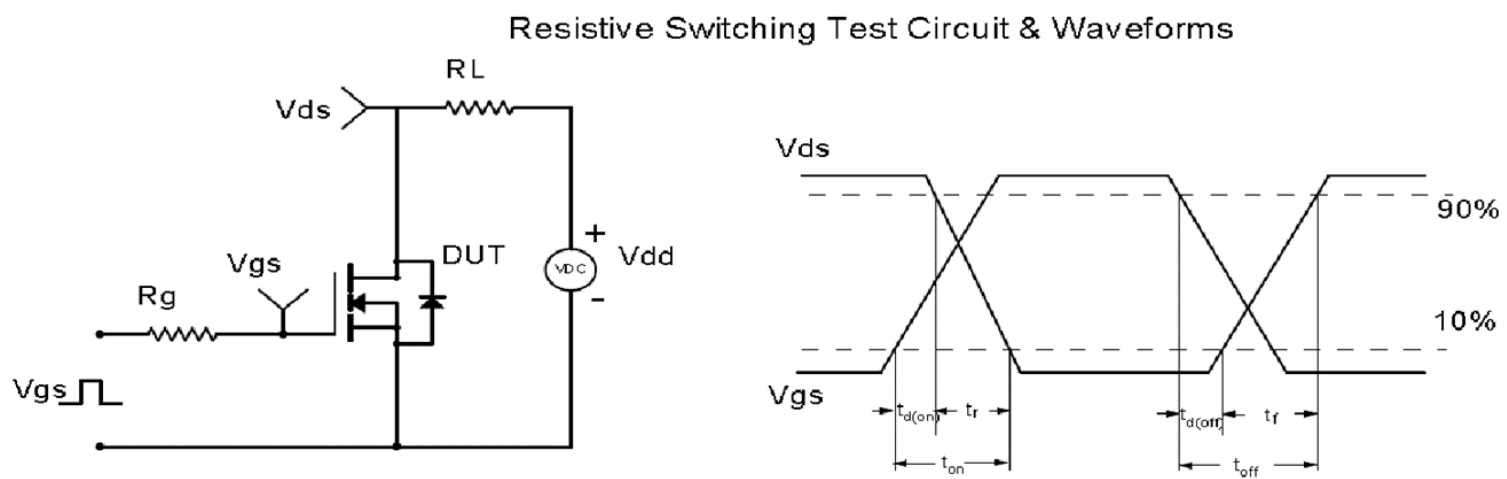 Resistive Switching Test Circuit & Waveforms
RL
Vds
Vgs
Rg
DUT
+
VDC
Vdd
-
Vgs
Vds
90%
10%
Vgs
td(on)
tr
td(off)
tf
ton
toff